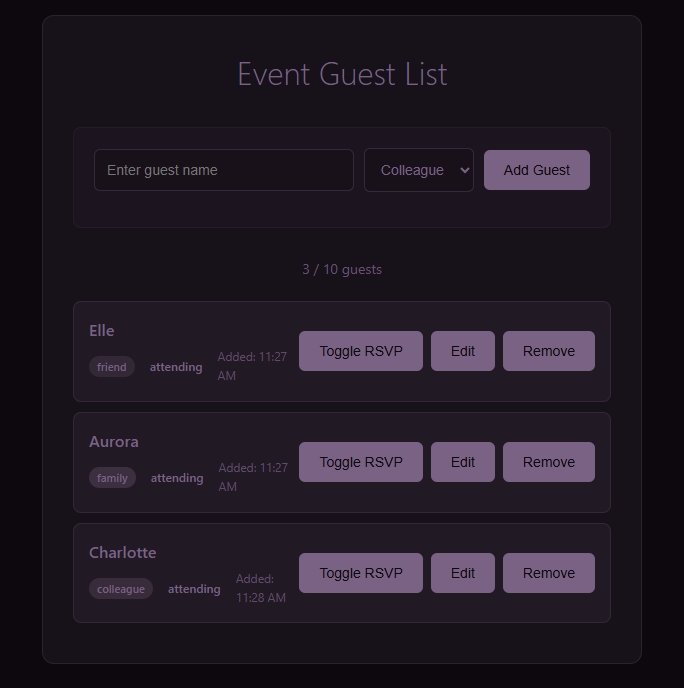 Event Guest List
Enter guest name
Colleague
Add Guest
3 / 10 guests
Elle
friend
attending
Added: 11:27
AM
Toggle RSVP
Edit
Remove
Aurora
family
attending
Added: 11:27
AM
Toggle RSVP
Edit
Remove
Charlotte
colleague
attending
Added:
11:28 AM
Toggle RSVP
Edit
Remove